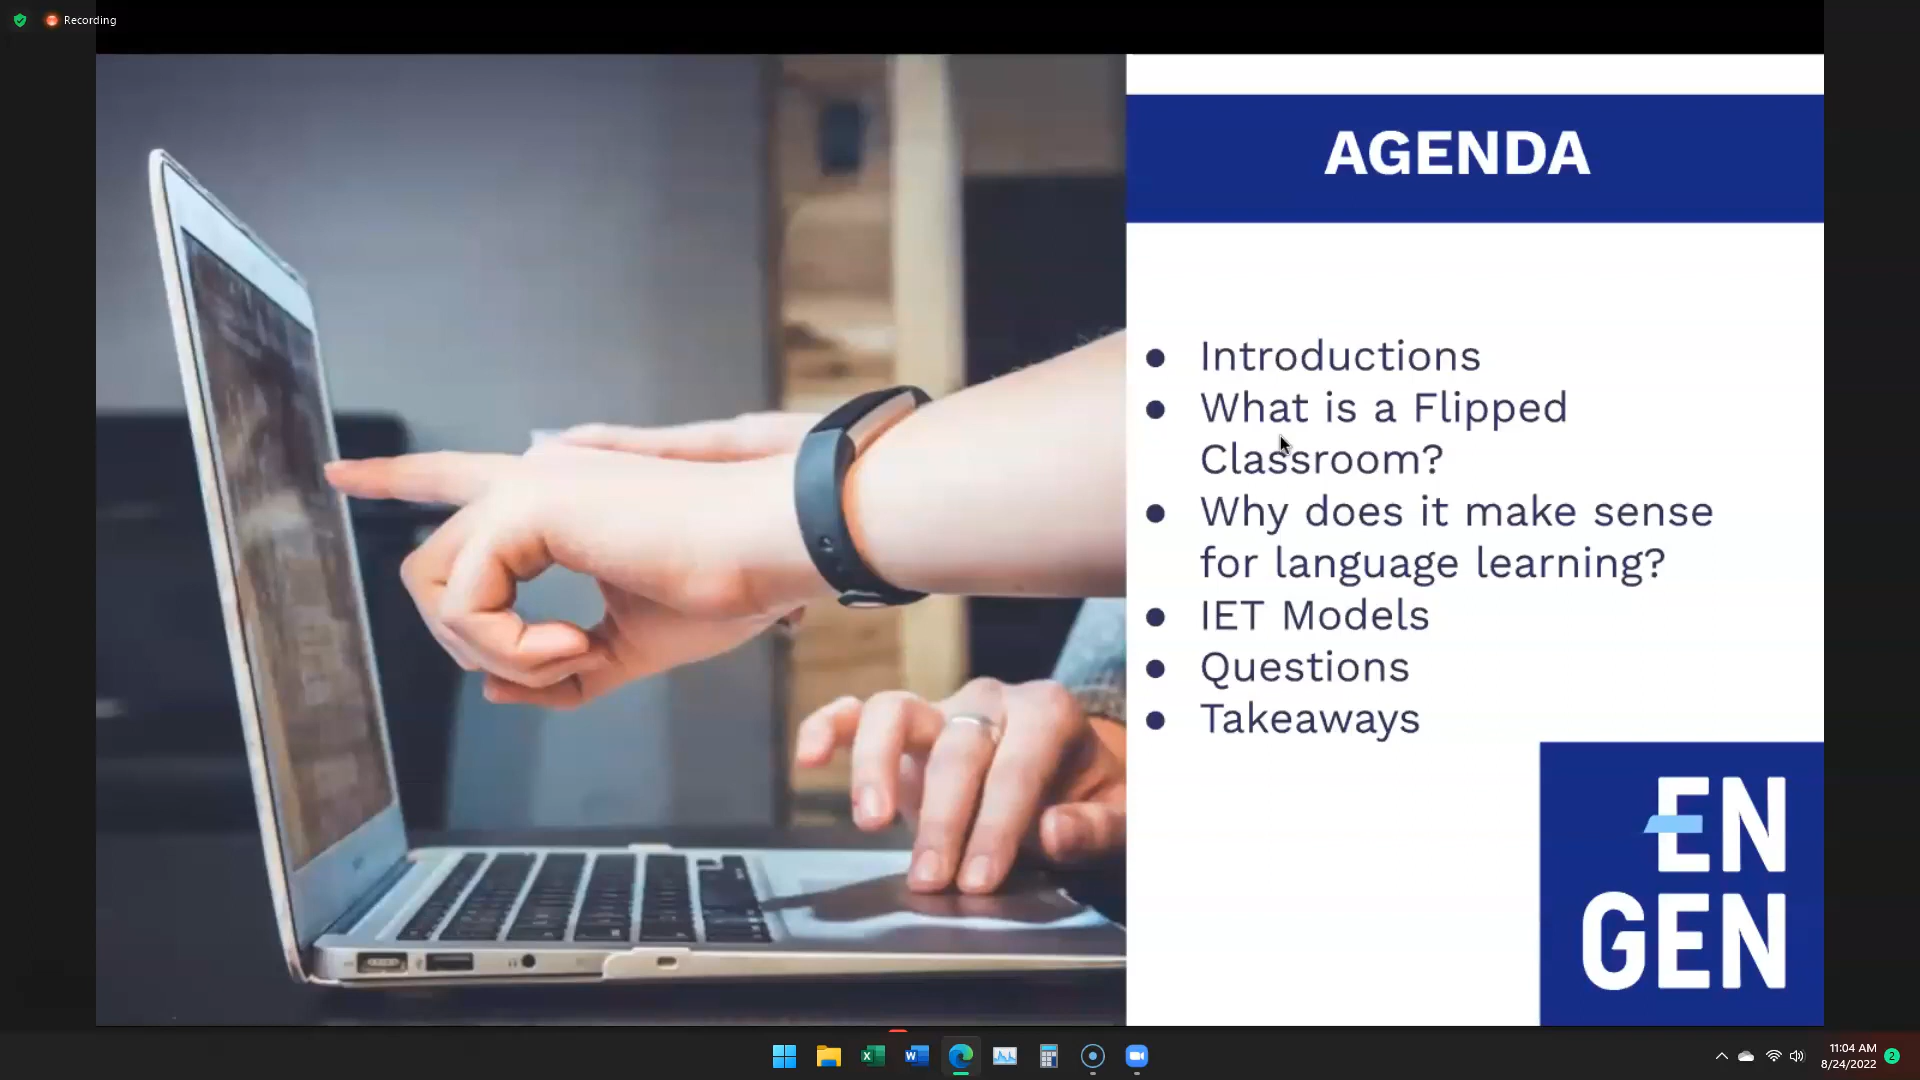 Recording
AGENDA
● Introductions
● What is a Flipped
Classroom?
● Why does it make sense
for language learning?
● IET Models
● Questions
● Takeaways
EN
GEN
11:04 AM
8/24/2022
2